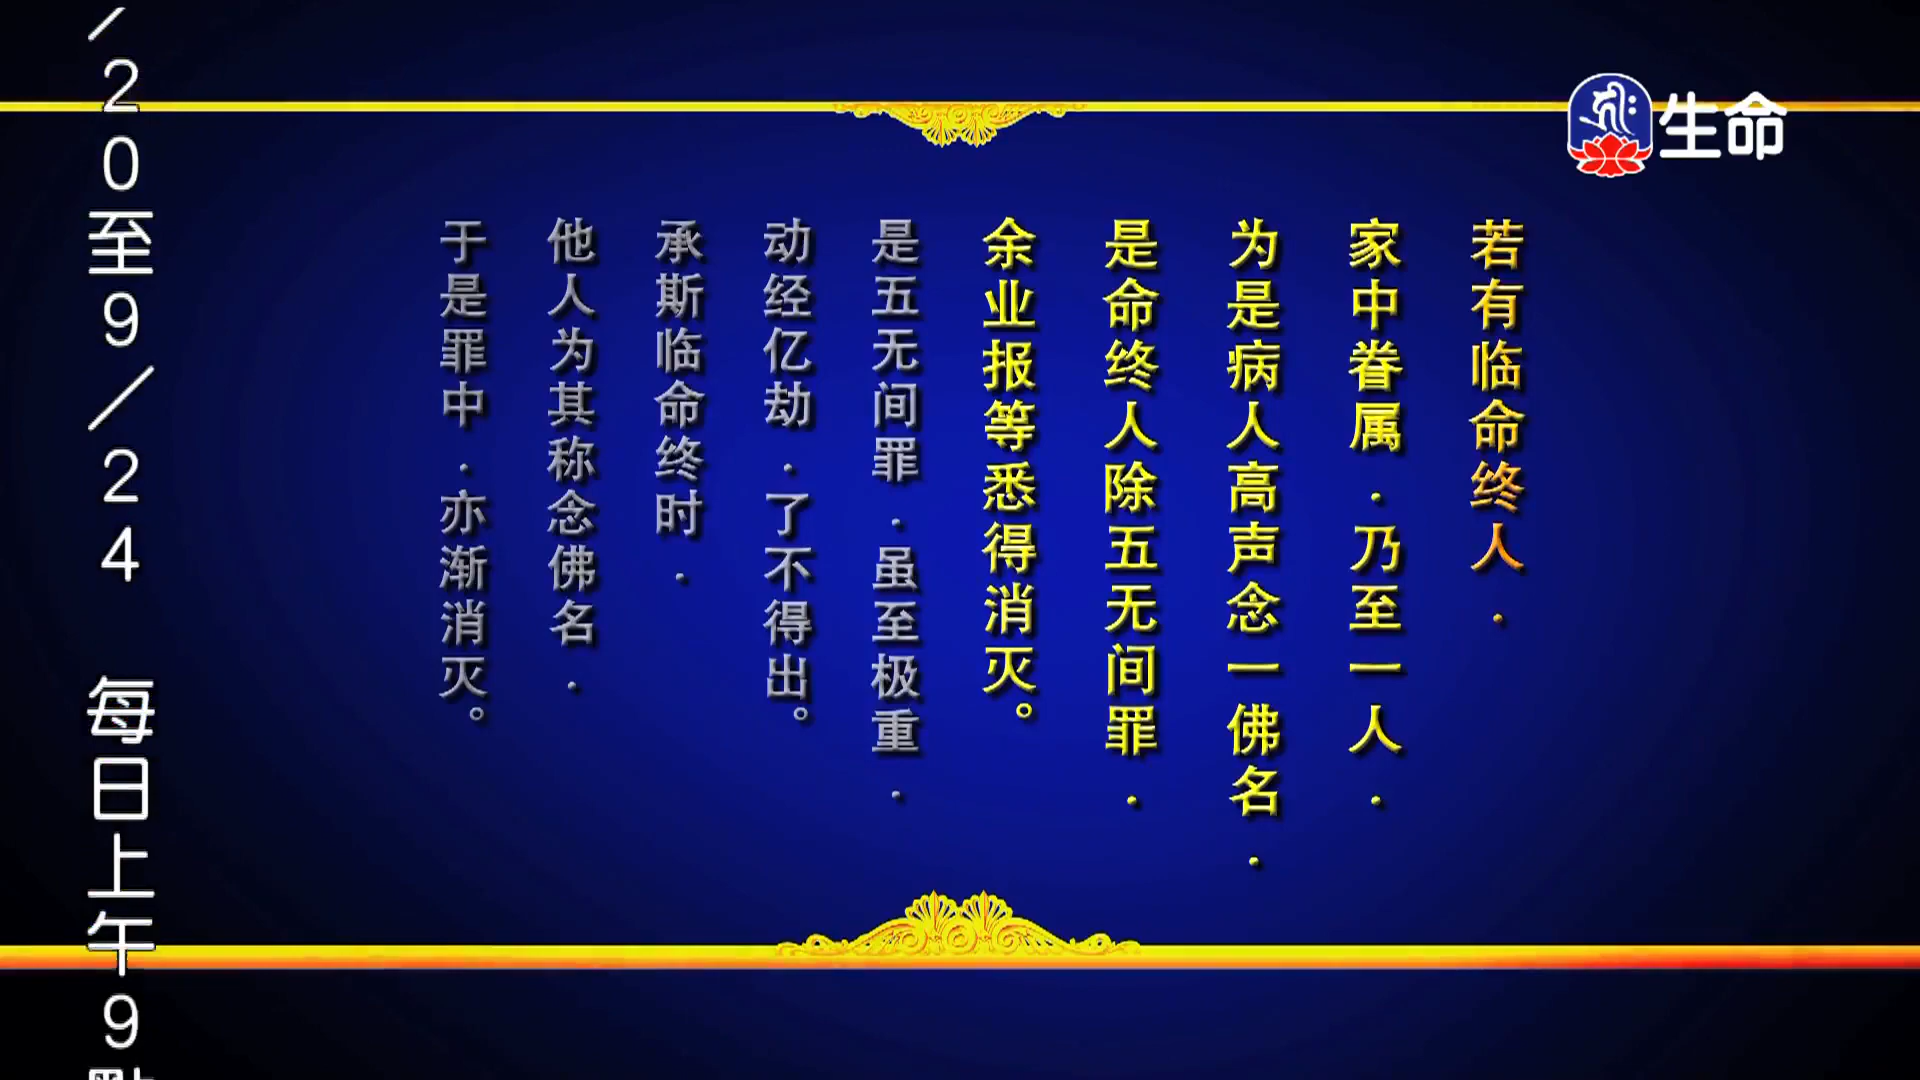 生命
若有临命终人．
家中眷属．乃至一人．
为是病人高声念一佛名．
是命终人除五无间罪．
余业报等悉得消灭。
是五无间罪．虽至极重．
动经亿劫．了不得出。
承斯临命终时．
他人为其称念佛名．
于是罪中．亦渐消灭。
／20至9／24 每日上午9點